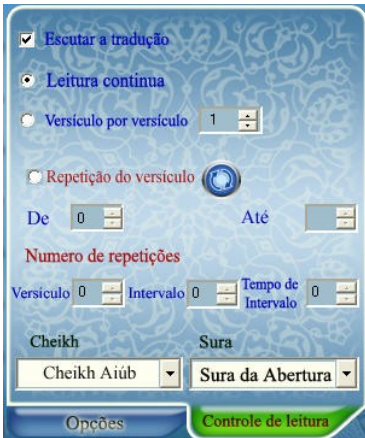 Escutar a tradução
Leitura continua
Versículo por versículo 1
Repetição do versículo
De 0 Até
Numero de repetições
Versículo 0 Intervalo 0 Tempo de Intervalo 0
Cheikh Sura
Cheikh Aiúb Sura da Abertura
Opções Controle de leitura